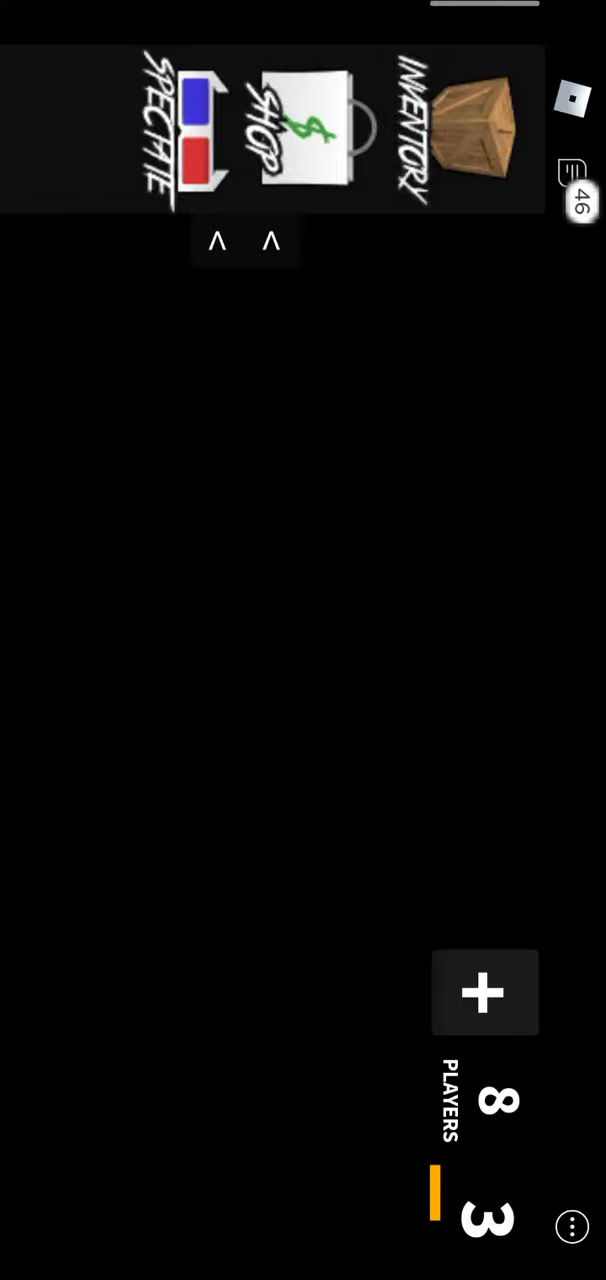 46
INVENTORY
SHOP
$
SPECTATE
< <
+
8
PLAYERS
3